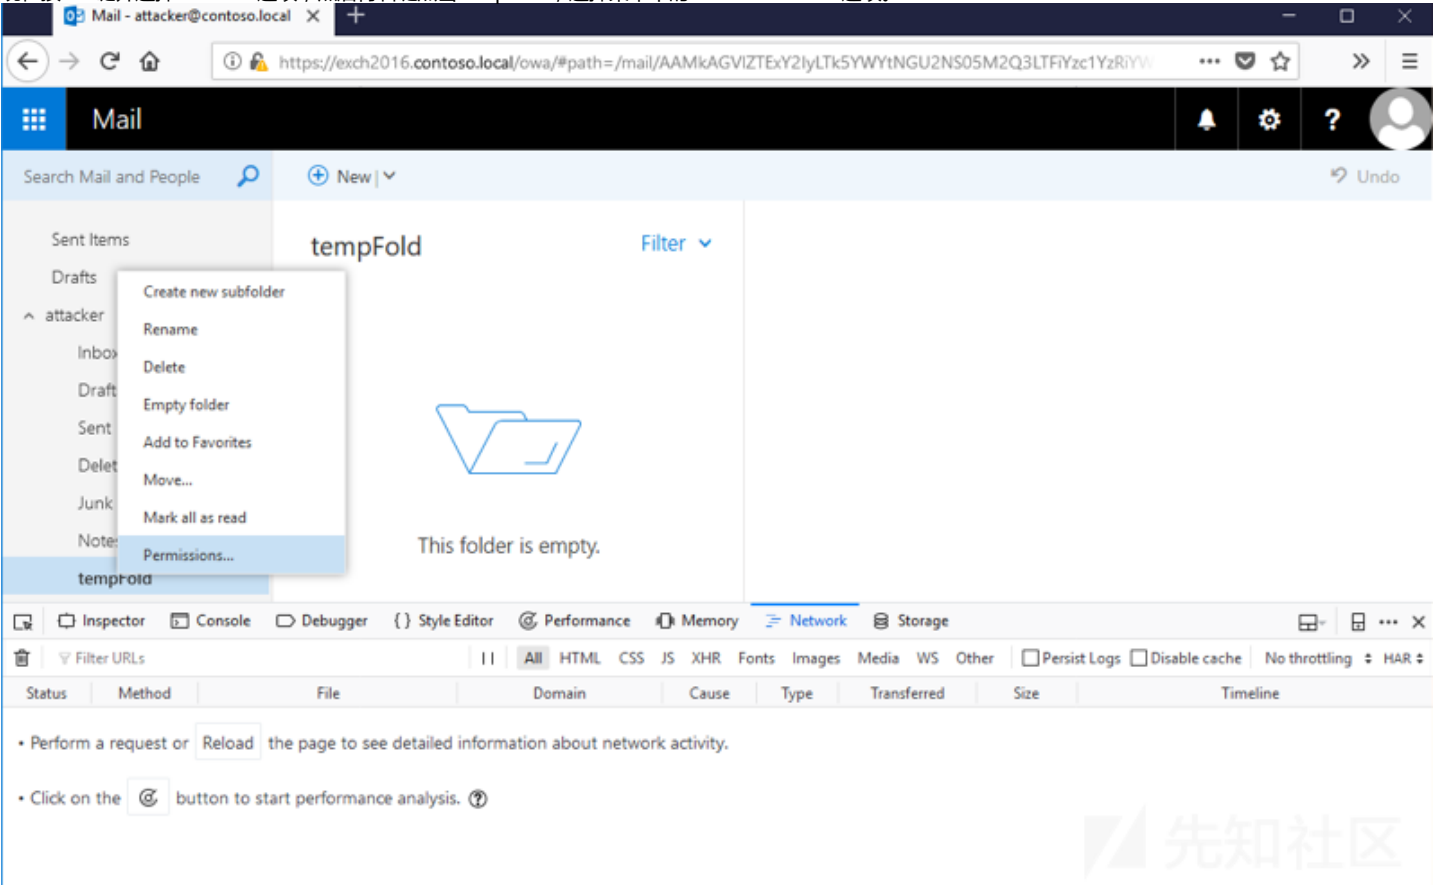 Mail - attacker@contoso.local
https://exch2016.contoso.local/owa/#path=/mail/
Mail
?
Search Mail and People
New
Undo
Sent Items
Drafts
attacker
Inbox
Draft
Sent
Delet
Junk
Notes
tempFold
Create new subfolder
Rename
Delete
Empty folder
Add to Favorites
Move...
Mark all as read
Permissions...
tempFold
Filter
This folder is empty.
Inspector Console Debugger {} Style Editor Performance Memory Network Storage
Filter URLs All HTML CSS JS XHR Fonts Images Media WS Other Persist Logs Disable cache No throttling HAR
Status Method File Domain Cause Type Transferred Size Timeline
• Perform a request or Reload the page to see detailed information about network activity.
• Click on the button to start performance analysis.
先知社区